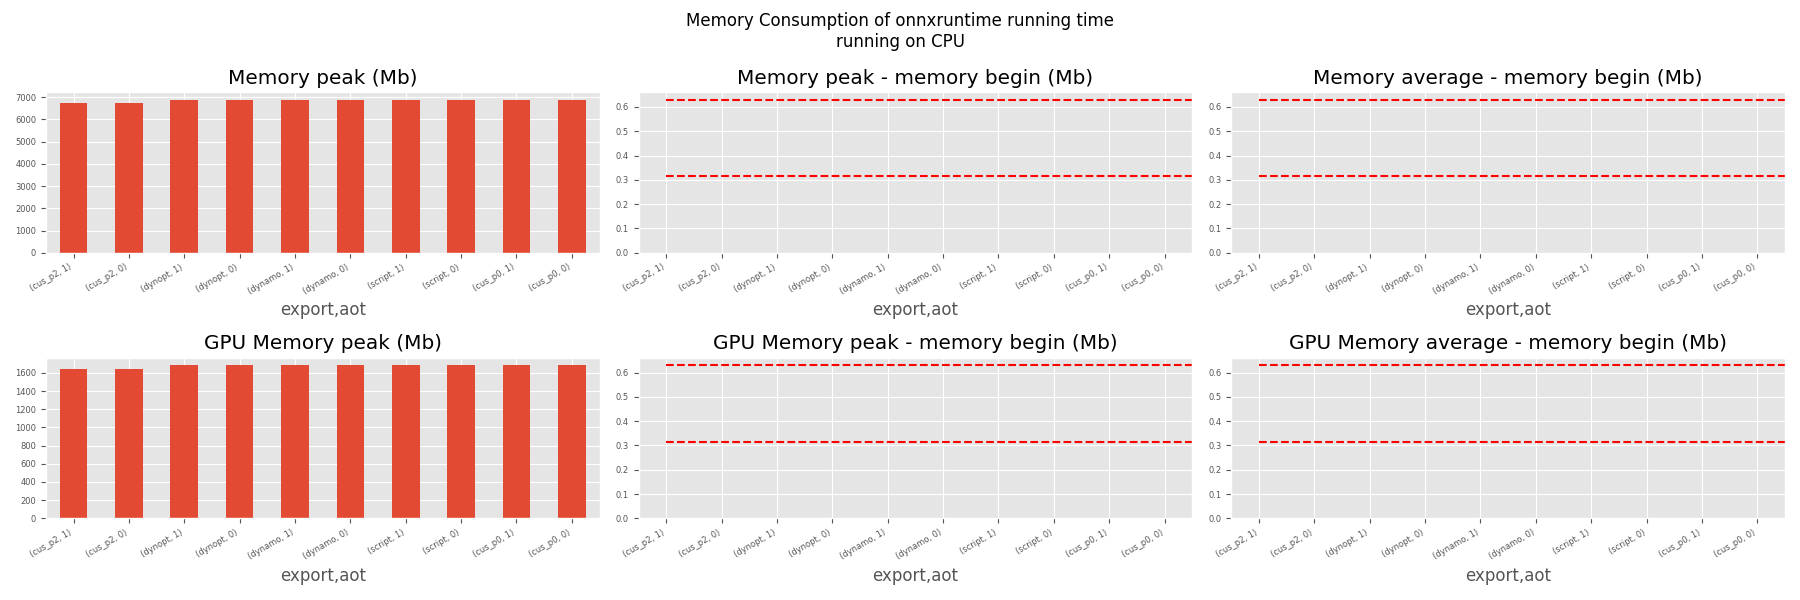 Memory Consumption of onnxruntime running time
running on CPU
Memory peak (Mb)
7000
6000
5000
4000
3000
2000
1000
0
(cus_p2, 1)
(cus_p2, 0)
(dynopt, 1)
(dynopt, 0)
(dynamo, 1)
(dynamo, 0)
(script, 1)
(script, 0)
(cus_p0, 1)
(cus_p0, 0)
export,aot
Memory peak - memory begin (Mb)
0.6
0.5
0.4
0.3
0.2
0.1
0.0
(cus_p2, 1)
(cus_p2, 0)
(dynopt, 1)
(dynopt, 0)
(dynamo, 1)
(dynamo, 0)
(script, 1)
(script, 0)
(cus_p0, 1)
(cus_p0, 0)
export,aot
Memory average - memory begin (Mb)
0.6
0.5
0.4
0.3
0.2
0.1
0.0
(cus_p2, 1)
(cus_p2, 0)
(dynopt, 1)
(dynopt, 0)
(dynamo, 1)
(dynamo, 0)
(script, 1)
(script, 0)
(cus_p0, 1)
(cus_p0, 0)
export,aot
GPU Memory peak (Mb)
1600
1400
1200
1000
800
600
400
200
0
(cus_p2, 1)
(cus_p2, 0)
(dynopt, 1)
(dynopt, 0)
(dynamo, 1)
(dynamo, 0)
(script, 1)
(script, 0)
(cus_p0, 1)
(cus_p0, 0)
export,aot
GPU Memory peak - memory begin (Mb)
0.6
0.5
0.4
0.3
0.2
0.1
0.0
(cus_p2, 1)
(cus_p2, 0)
(dynopt, 1)
(dynopt, 0)
(dynamo, 1)
(dynamo, 0)
(script, 1)
(script, 0)
(cus_p0, 1)
(cus_p0, 0)
export,aot
GPU Memory average - memory begin (Mb)
0.6
0.5
0.4
0.3
0.2
0.1
0.0
(cus_p2, 1)
(cus_p2, 0)
(dynopt, 1)
(dynopt, 0)
(dynamo, 1)
(dynamo, 0)
(script, 1)
(script, 0)
(cus_p0, 1)
(cus_p0, 0)
export,aot